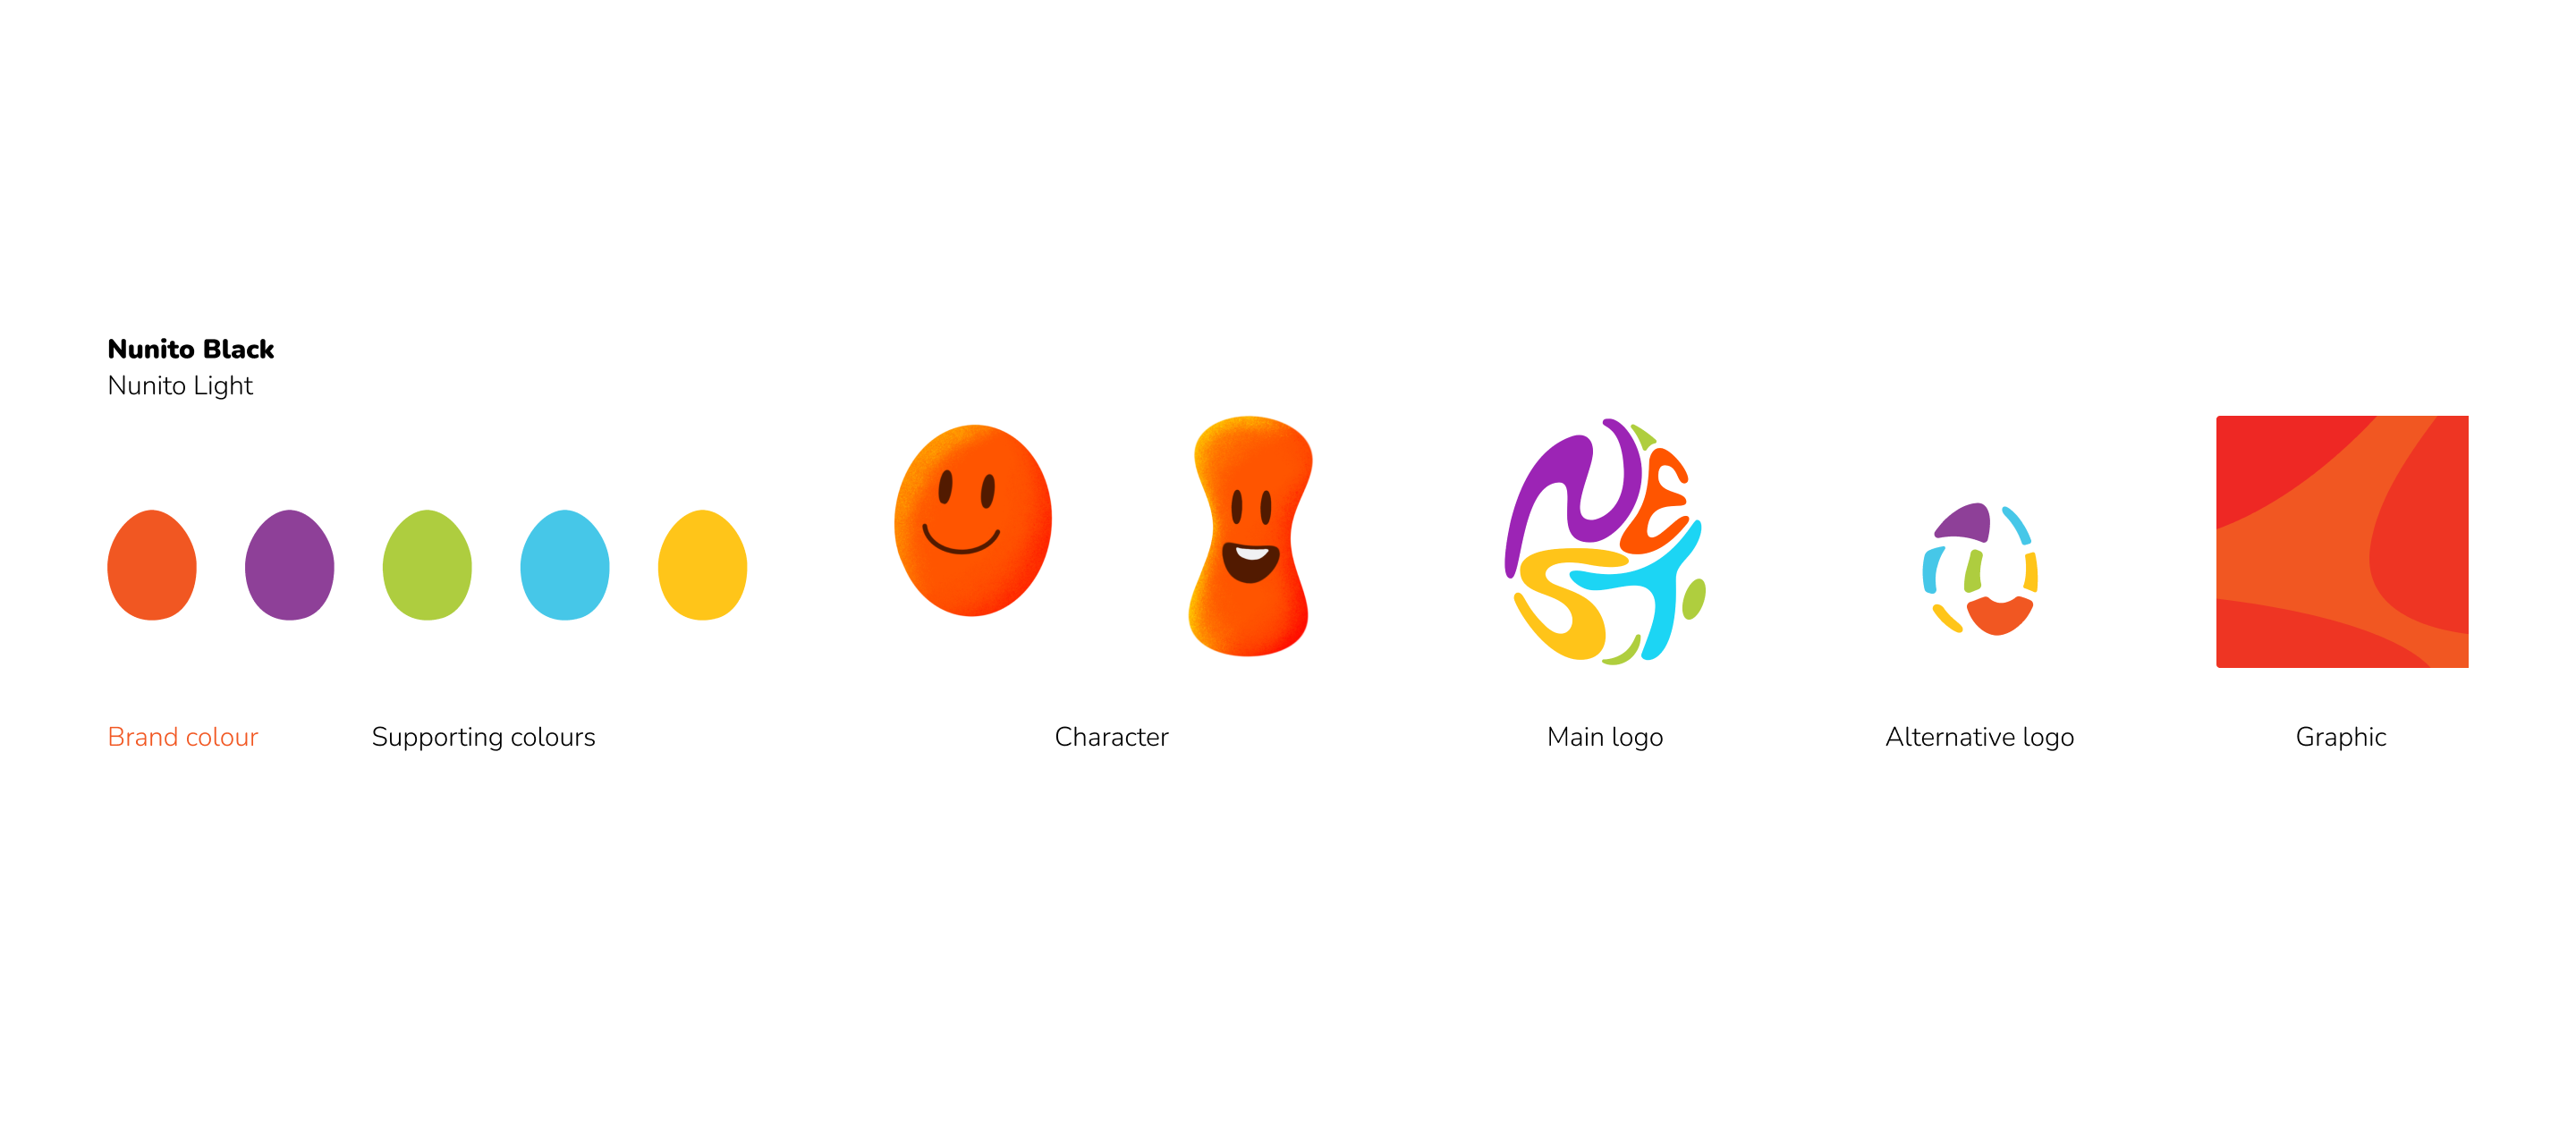 Nunito Black
Nunito Light
Brand colour
Supporting colours
Character
NEST
Main logo
Alternative logo
Graphic